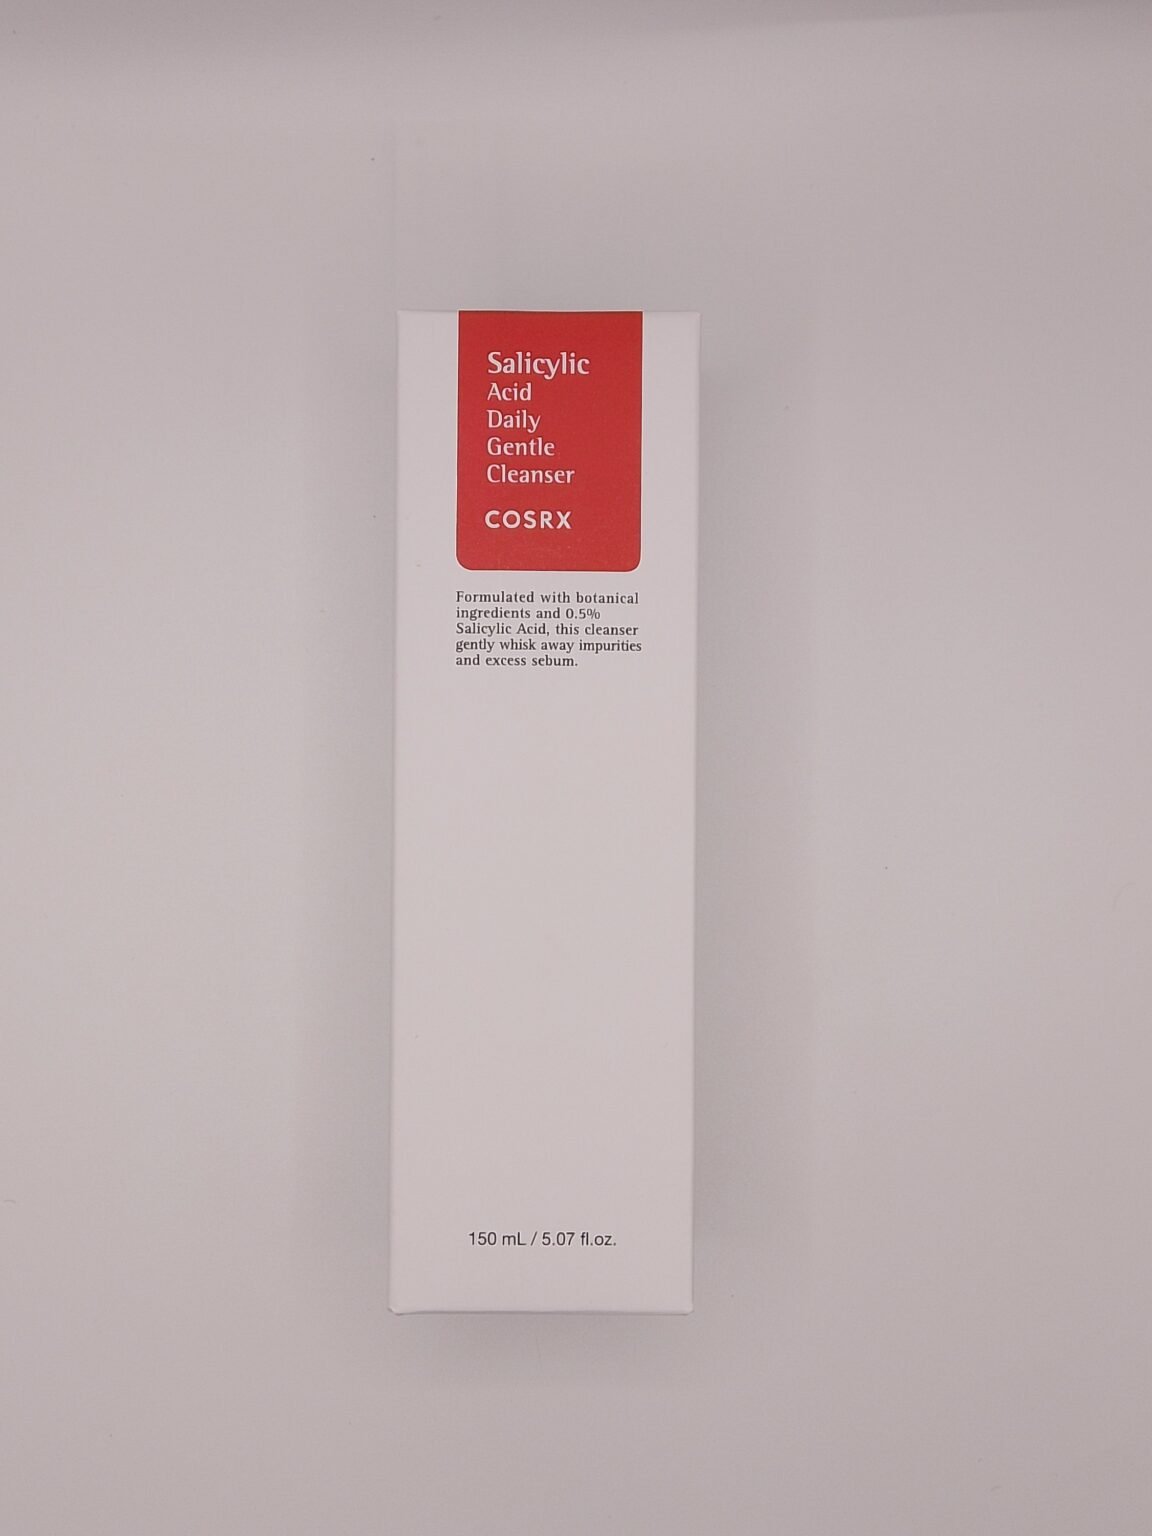 Salicylic
Acid
Daily
Gentle
Cleanser
COSRX
Formulated with botanical
ingredients and 0.5%
Salicylic Acid, this cleanser
gently whisk away impurities
and excess sebum.
150 mL / 5.07 fl.oz.